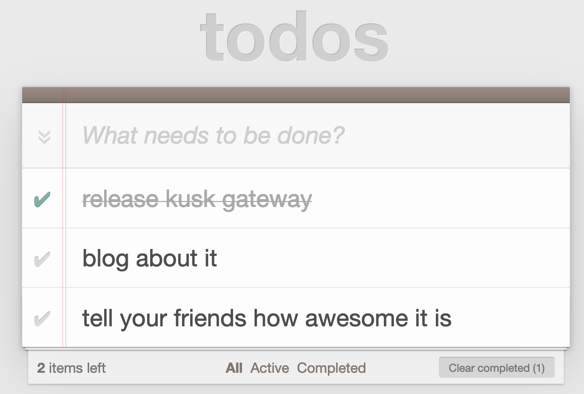 todos
What needs to be done?
release kusk gateway
blog about it
tell your friends how awesome it is
2 items left All Active Completed Clear completed (1)